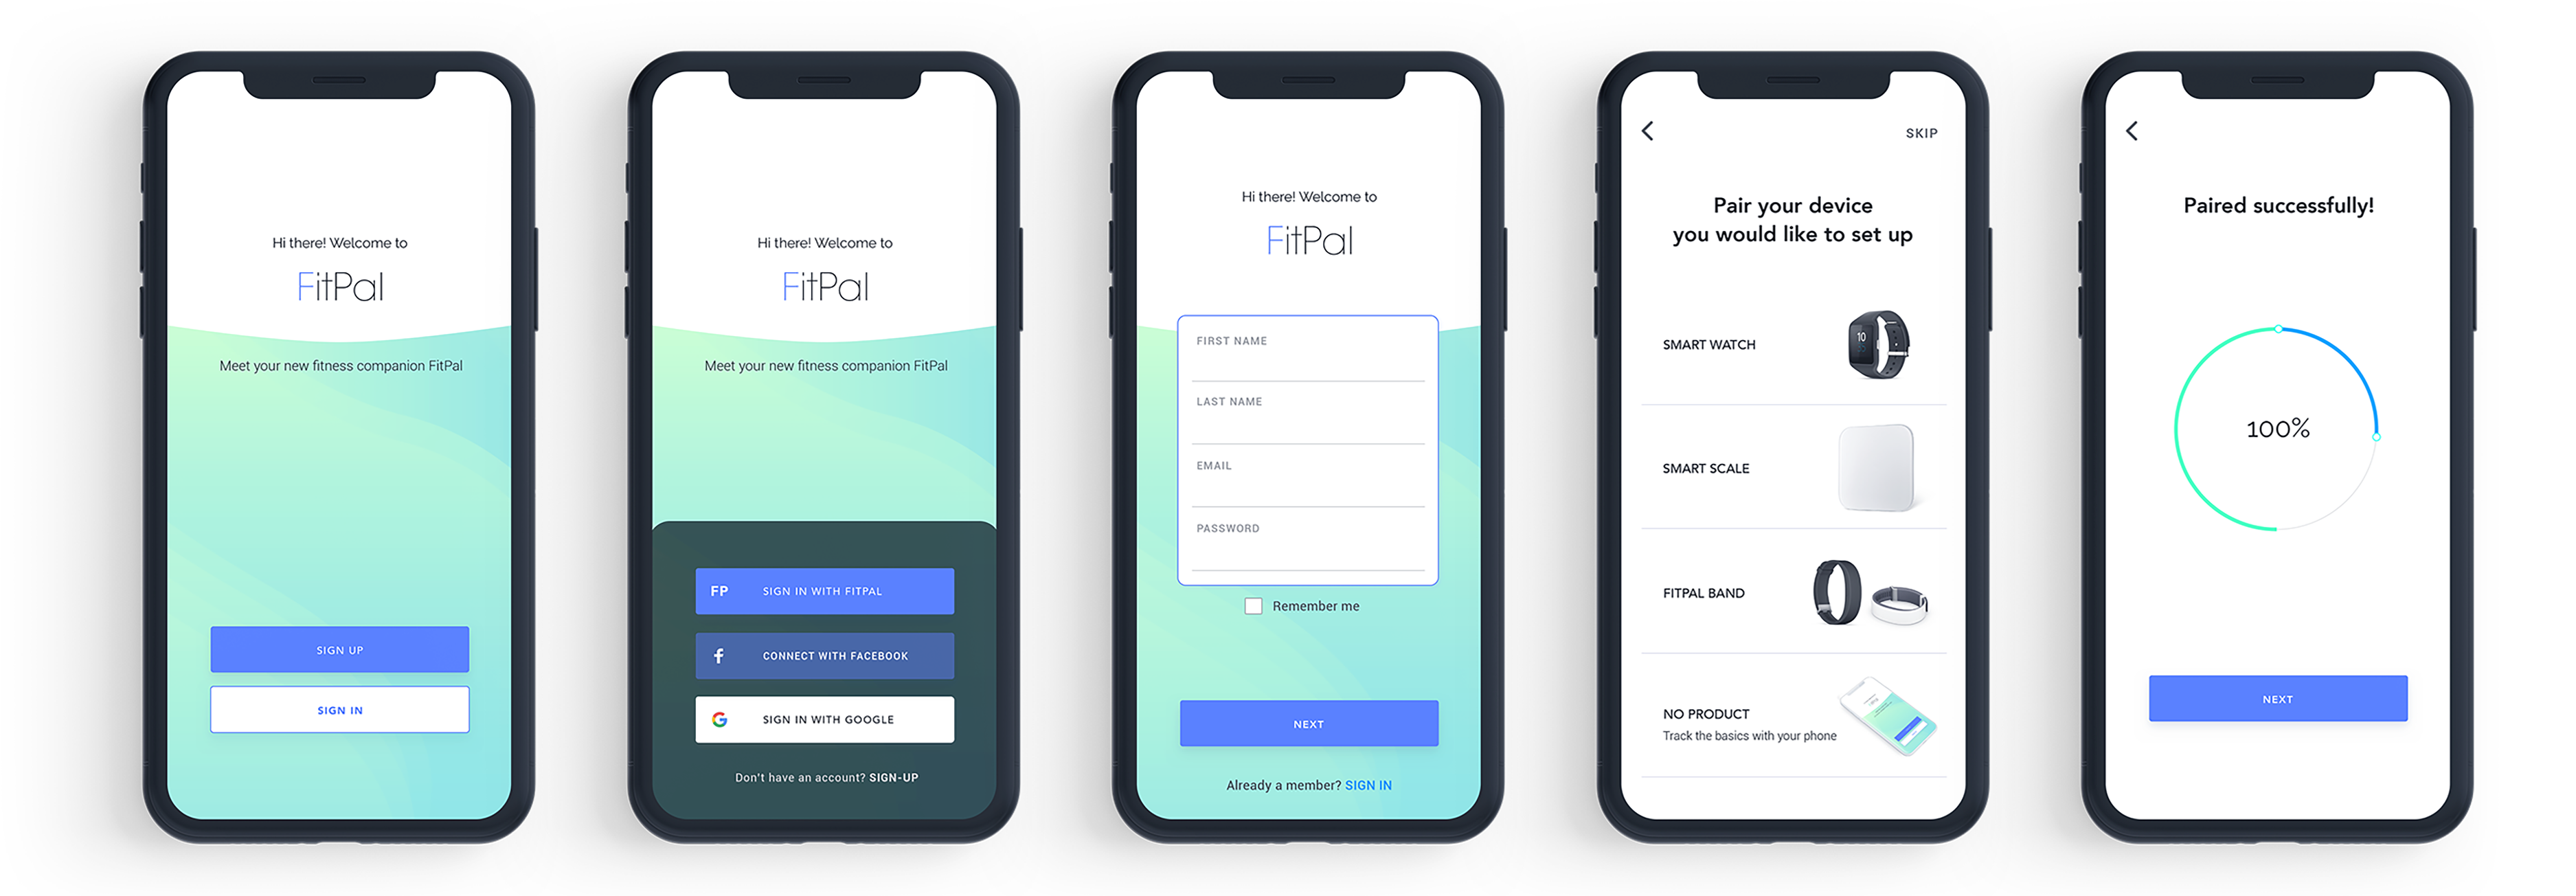 Hi there! Welcome to
FitPal
Meet your new fitness companion FitPal
SIGN UP
SIGN IN
Hi there! Welcome to
FitPal
Meet your new fitness companion FitPal
FP SIGN IN WITH FITPAL
f CONNECT WITH FACEBOOK
G SIGN IN WITH GOOGLE
Don't have an account? SIGN-UP
Hi there! Welcome to
FitPal
FIRST NAME
LAST NAME
EMAIL
PASSWORD
Remember me
NEXT
Already a member? SIGN IN
SKIP
Pair your device
you would like to set up
SMART WATCH
10
SMART SCALE
FITPAL BAND
NO PRODUCT
Track the basics with your phone
Paired successfully!
100%
NEXT